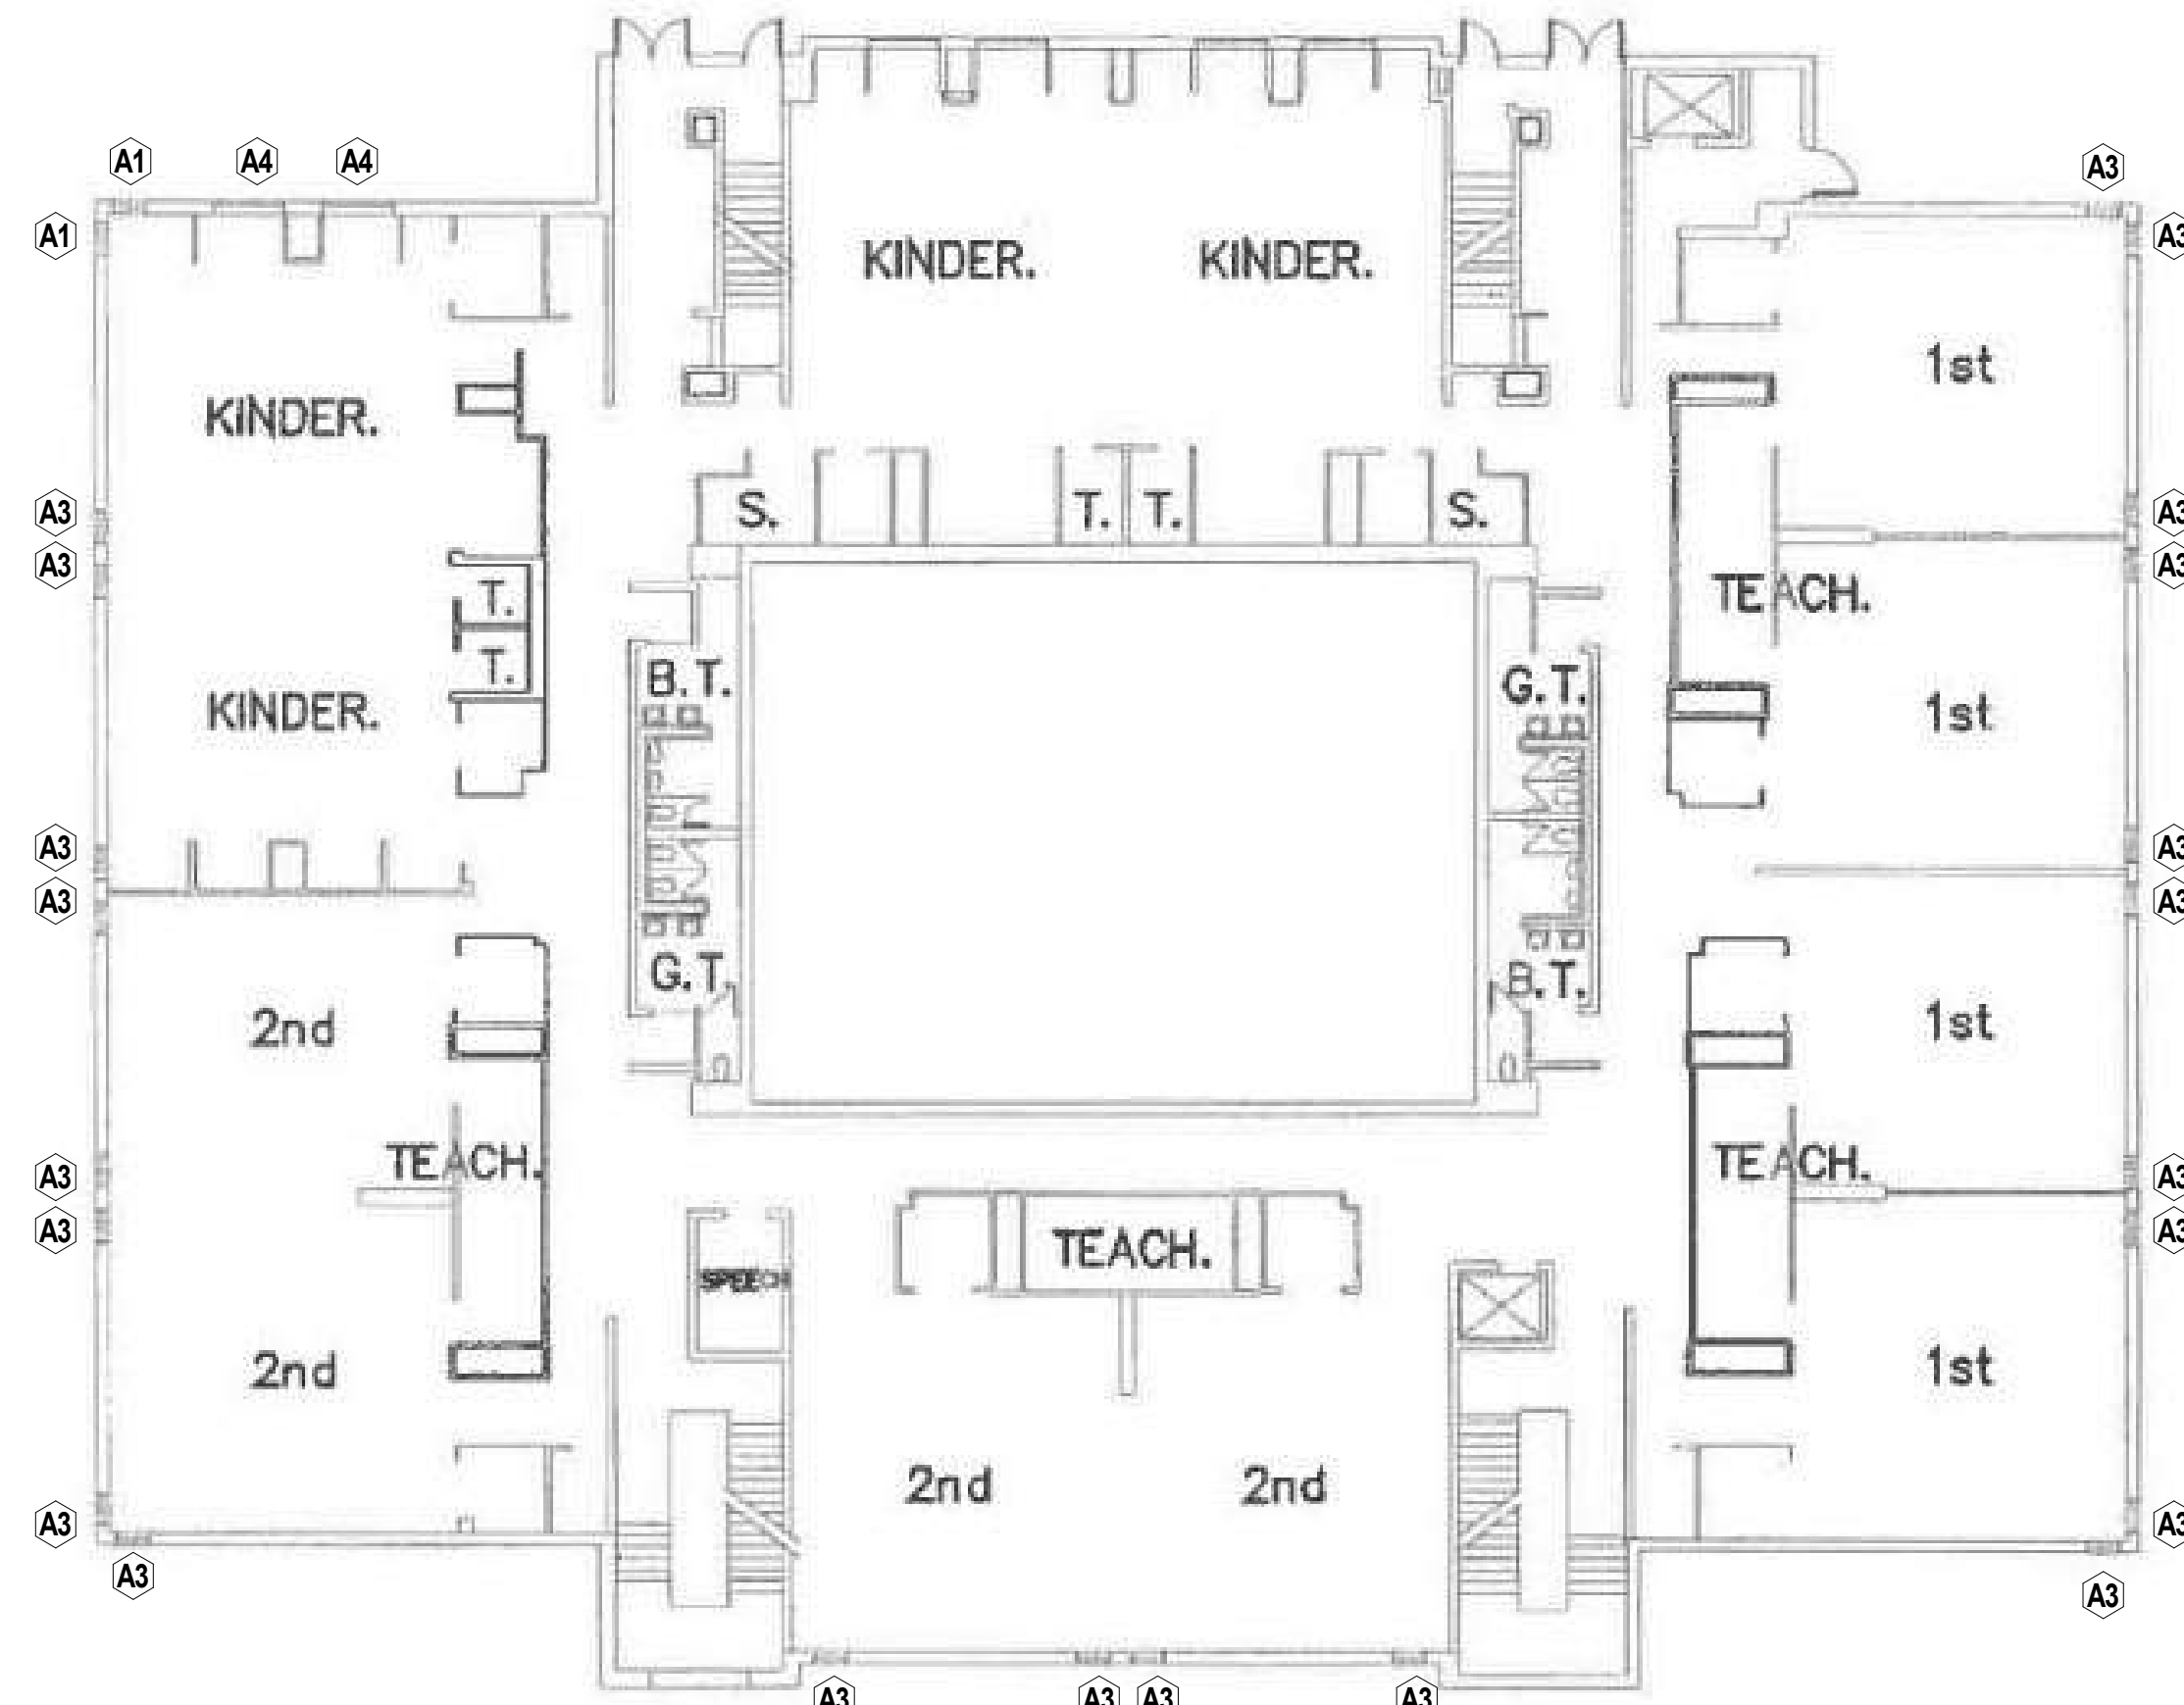 A1 A4 A4 A3
A1 A3
KINDER. KINDER.
1st
KINDER.
A3 S. T. T. S. A3
A3 A3
T. TEACH.
T.
B.T. G.T.
KINDER. 1st
A3 A3
A3 A3
G.T. B.T.
2nd 1st
TEACH. TEACH.
A3 A3
A3 A3
TEACH.
SPEECH
2nd 1st
2nd 2nd
A3 A3
A3 A3
A3 A3 A3 A3